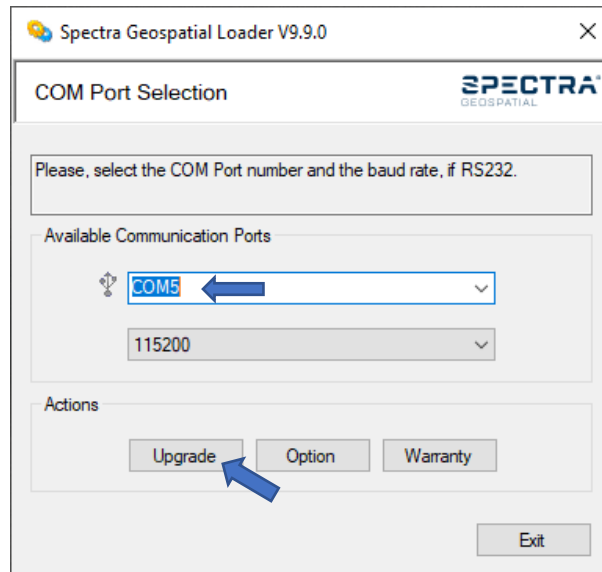 Spectra Geospatial Loader V9.9.0
COM Port Selection
SPECTRA
GEOSPATIAL
Please, select the COM Port number and the baud rate, if RS232.
Available Communication Ports
COM5
115200
Actions
Upgrade Option Warranty
Exit